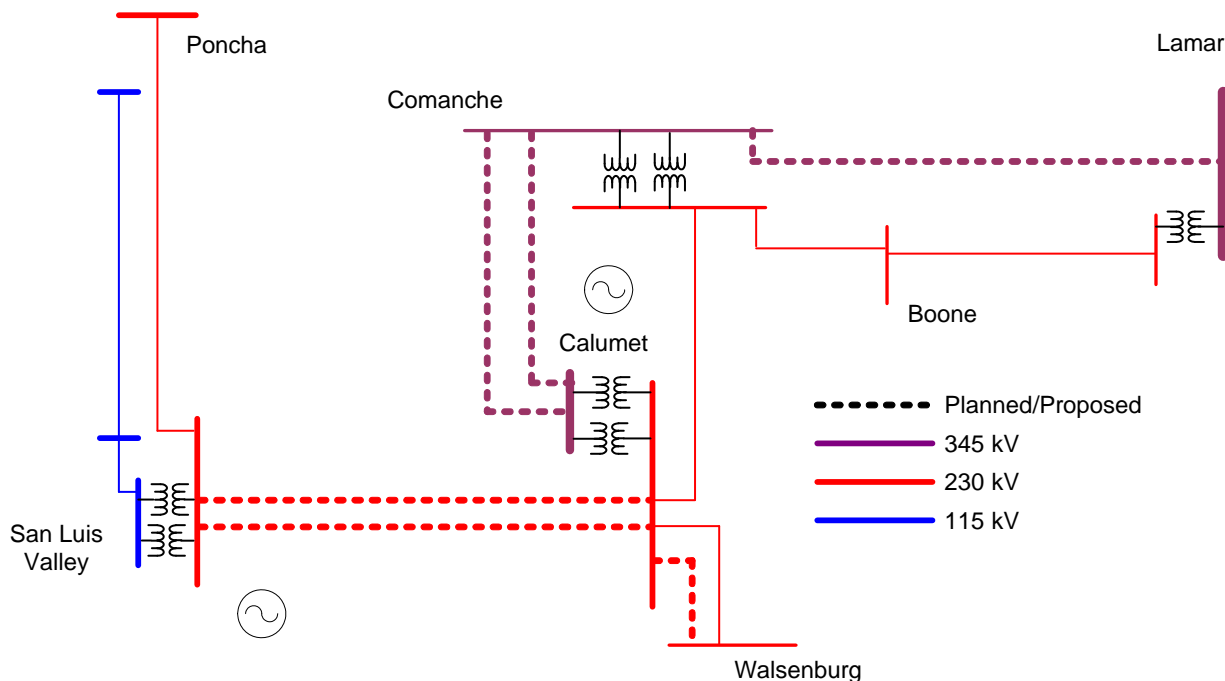 Poncha
Lamar
Comanche
Boone
Calumet
Planned/Proposed
345 kV
230 kV
115 kV
San Luis
Valley
Walsenburg